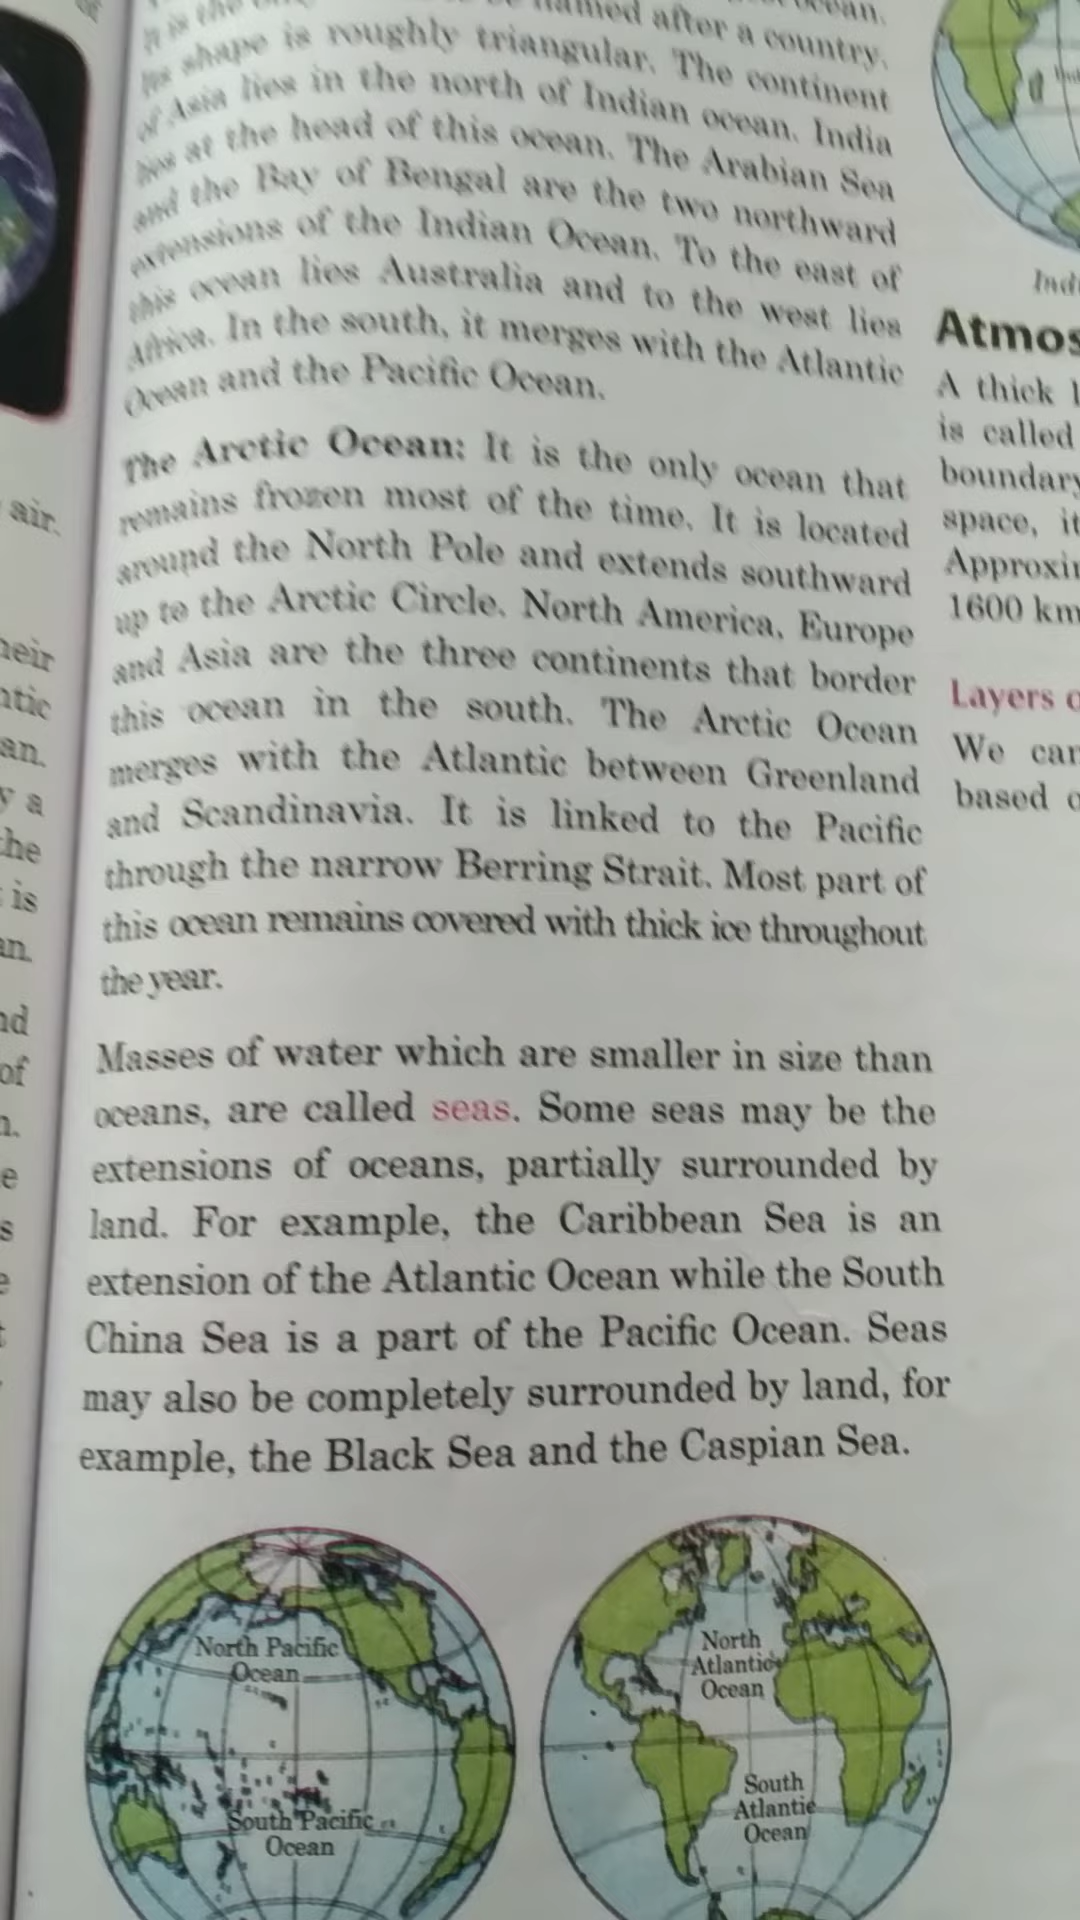 It is the
named after a country.
Its shape is roughly triangular. The continent
of Asia lies in the north of Indian ocean. India
lies at the head of this ocean. The Arabian Sea
and the Bay of Bengal are the two northward
extensions of the Indian Ocean. To the east of
this ocean lies Australia and to the west lies
Africa. In the south, it merges with the Atlantic
Ocean and the Pacific Ocean.
The Arctic Ocean: It is the only ocean that
remains frozen most of the time. It is located
around the North Pole and extends southward
up to the Arctic Circle. North America, Europe
and Asia are the three continents that border
this ocean in the south. The Arctic Ocean
merges with the Atlantic between Greenland
and Scandinavia. It is linked to the Pacific
through the narrow Berring Strait. Most part of
this ocean remains covered with thick ice throughout
the year.
Masses of water which are smaller in size than
oceans, are called seas. Some seas may be the
extensions of oceans, partially surrounded by
land. For example, the Caribbean Sea is an
extension of the Atlantic Ocean while the South
China Sea is a part of the Pacific Ocean. Seas
may also be completely surrounded by land, for
example, the Black Sea and the Caspian Sea.
North Pacific
Ocean
South Pacific
Ocean
North
Atlantic
Ocean
South
Atlantic
Ocean
air.
y a
is
of
Indi
Atmos
A thick l
is called
boundary
space, it
Approxi
1600 km
Layers o
We can
based o